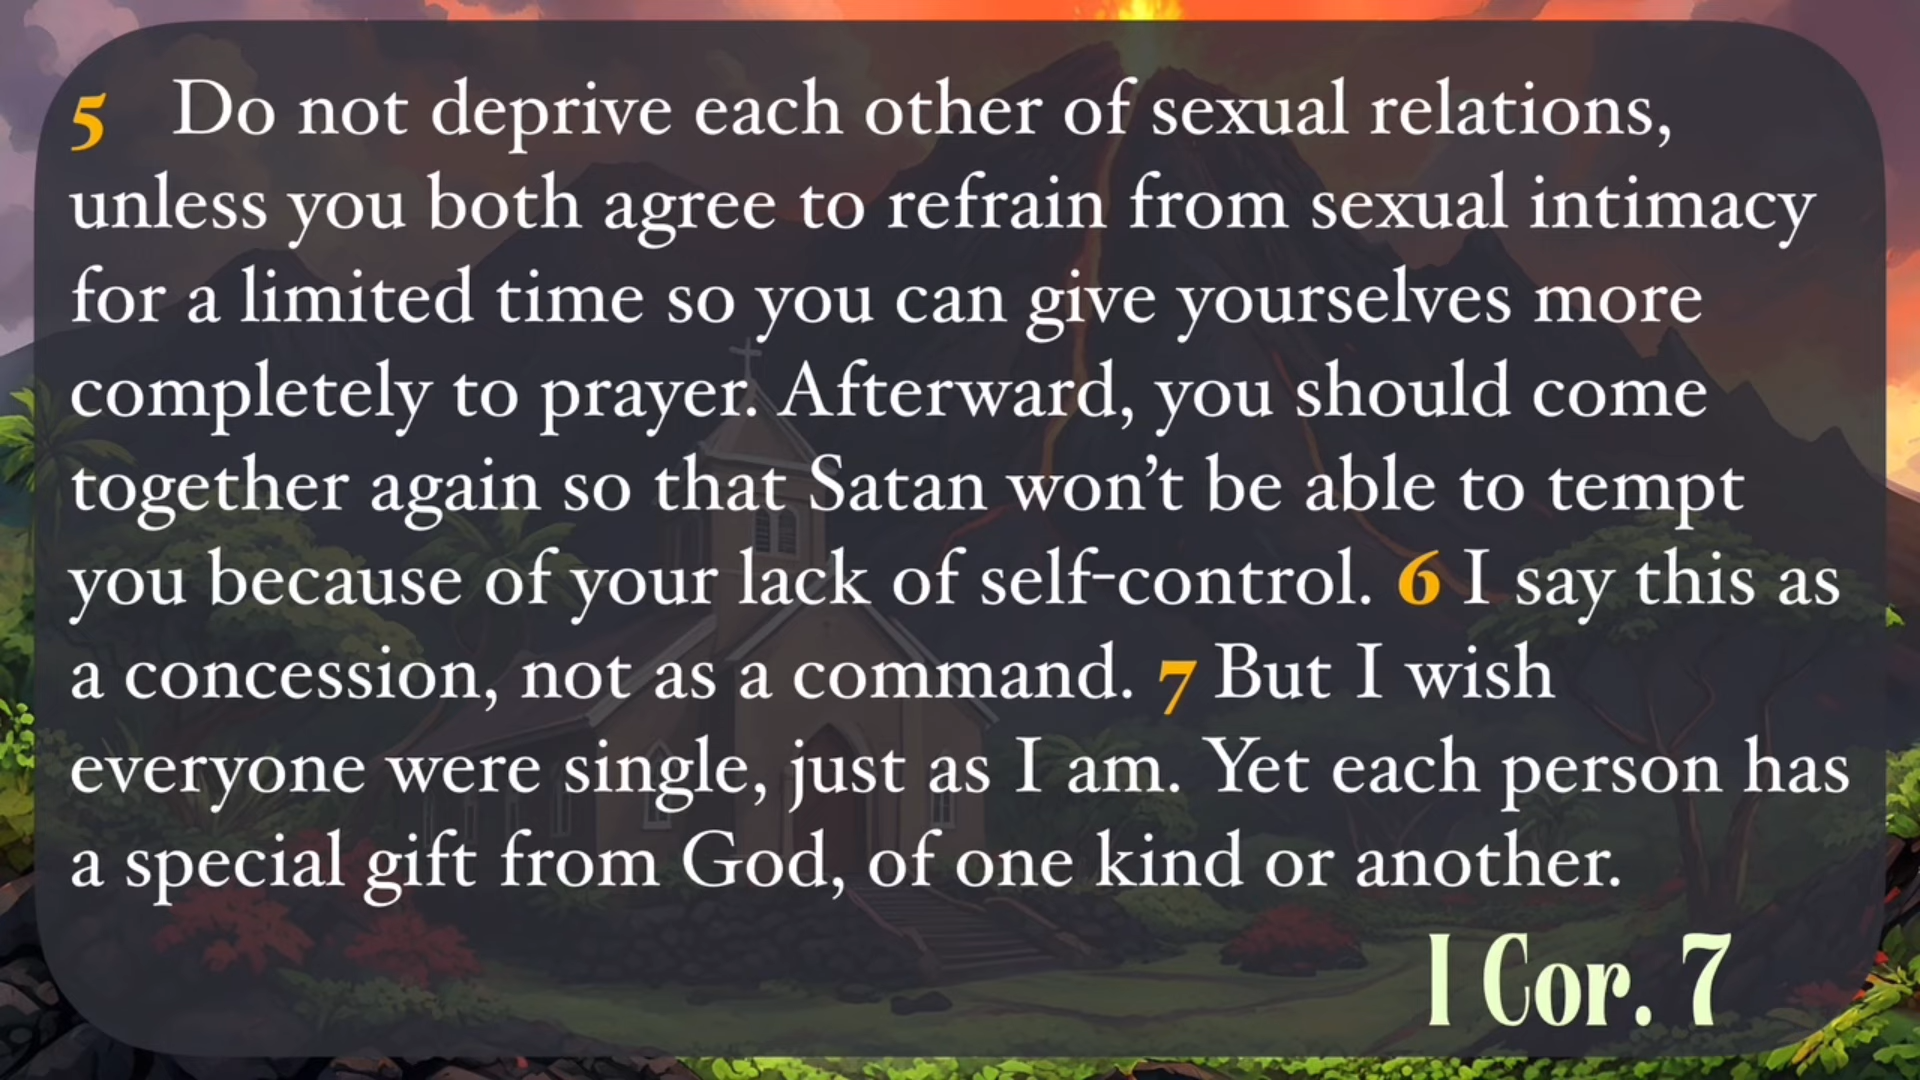 5 Do not deprive each other of sexual relations,
unless you both agree to refrain from sexual intimacy
for a limited time so you can give yourselves more
completely to prayer. Afterward, you should come
together again so that Satan won’t be able to tempt
you because of your lack of self-control. 6 I say this as
a concession, not as a command. 7 But I wish
everyone were single, just as I am. Yet each person has
a special gift from God, of one kind or another.
I Cor. 7